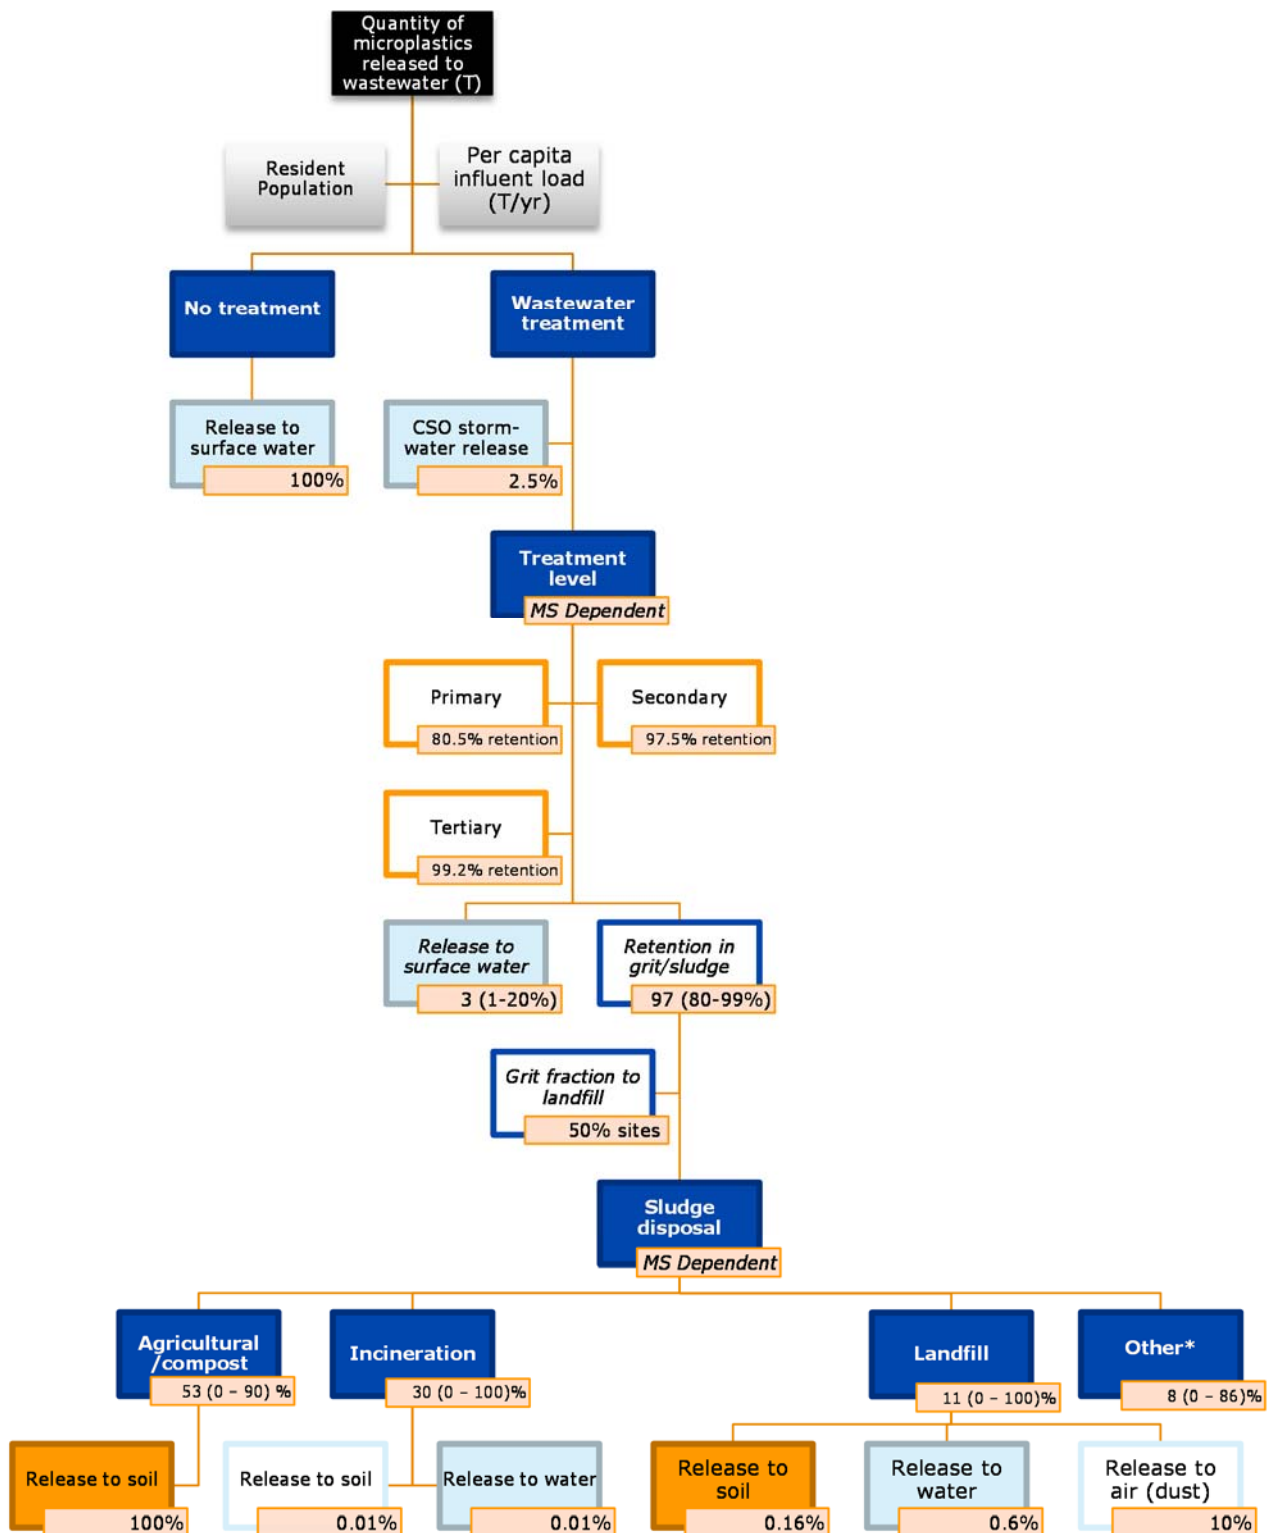 Quantity of
microplastics
released to
wastewater (T)
Resident
Population
Per capita
influent load
(T/yr)
No treatment
Wastewater
treatment
Release to
surface water
100%
CSO storm-
water release
2.5%
Treatment
level
MS Dependent
Primary
80.5% retention
Secondary
97.5% retention
Tertiary
99.2% retention
Release to
surface water
3 (1-20%)
Retention in
grit/sludge
97 (80-99%)
Grit fraction to
landfill
50% sites
Sludge
disposal
MS Dependent
Agricultural
/compost
53 (0 – 90) %
Incineration
30 (0 – 100)%
Landfill
11 (0 – 100)%
Other*
8 (0 – 86)%
Release to soil
100%
Release to soil
0.01%
Release to water
0.01%
Release to
soil
0.16%
Release to
water
0.6%
Release to
air (dust)
10%